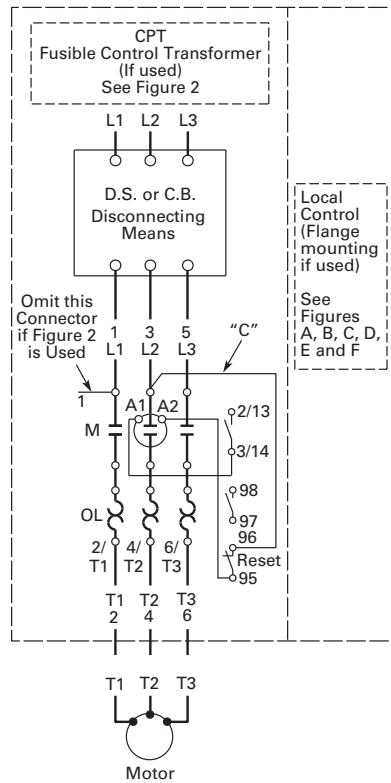 CPT
Fusible Control Transformer
(If used)
See Figure 2
L1 L2 L3
D.S. or C.B.
Disconnecting
Means
Local
Control
(Flange
mounting
if used)
See
Figures
A, B, C, D,
E and F
Omit this
Connector
if Figure 2
is Used
1 3 5
L1 L2 L3
"C"
1
A1 A2
2/13
M
3/14
98
OL
97
96
2/ 4/ 6/
T1 T2 T3
Reset
95
T1 T2 T3
2 4 6
T1 T2 T3
Motor